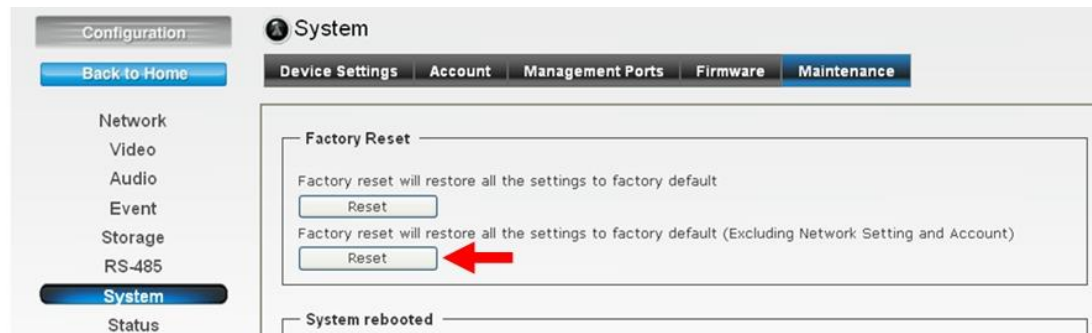 Configuration
Back to Home
Network
Video
Audio
Event
Storage
RS-485
System
Status
System
Device Settings Account Management Ports Firmware Maintenance
Factory Reset
Factory reset will restore all the settings to factory default
Reset
Factory reset will restore all the settings to factory default (Excluding Network Setting and Account)
Reset
System rebooted